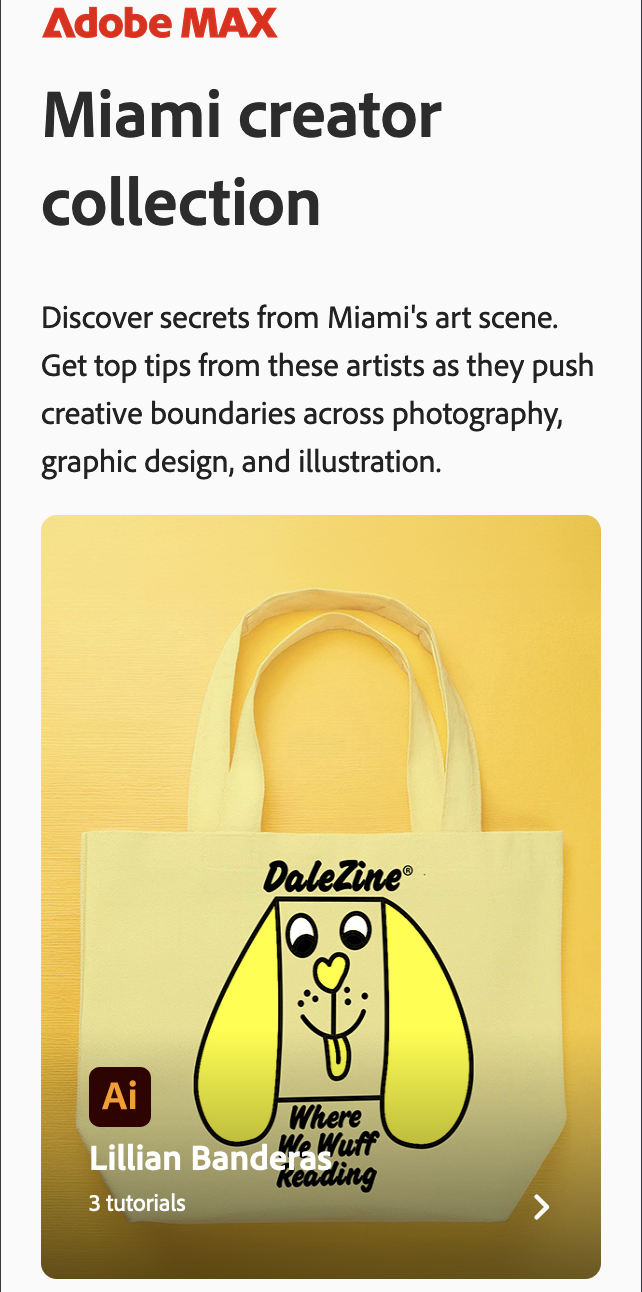 Adobe MAX
Miami creator
collection
Discover secrets from Miami's art scene.
Get top tips from these artists as they push
creative boundaries across photography,
graphic design, and illustration.
DaleZine®
Where
We Wuff
Reading
Ai
Lillian Banderas
3 tutorials